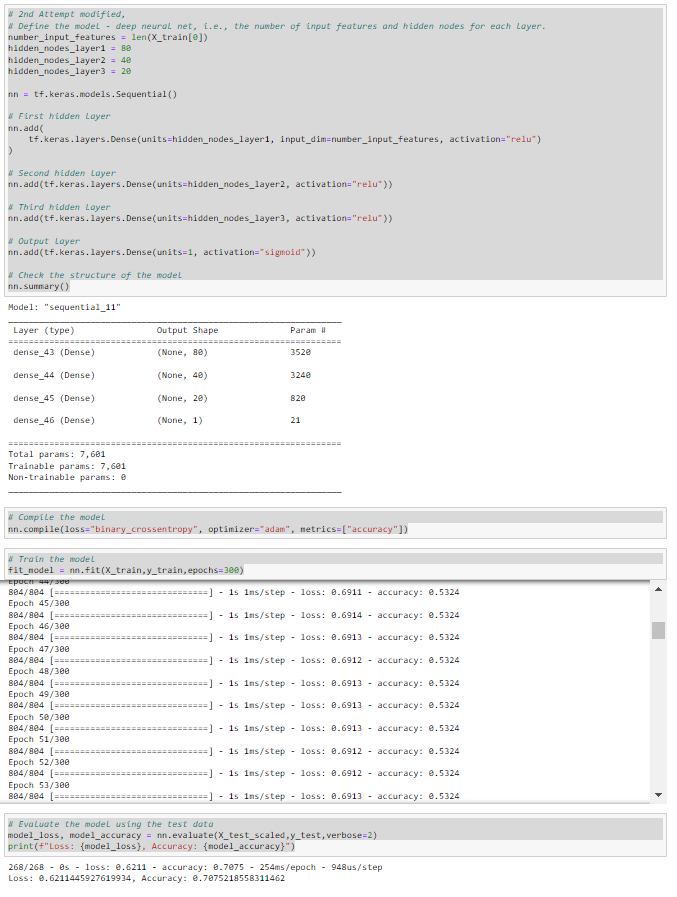 # 2nd Attempt modified,
# Define the model - deep neural net, i.e., the number of input features and hidden nodes for each layer.
number_input_features = len(X_train[0])
hidden_nodes_layer1 = 80
hidden_nodes_layer2 = 40
hidden_nodes_layer3 = 20
nn = tf.keras.models.Sequential()
# First hidden layer
nn.add(
    tf.keras.layers.Dense(units=hidden_nodes_layer1, input_dim=number_input_features, activation="relu")
)
# Second hidden layer
nn.add(tf.keras.layers.Dense(units=hidden_nodes_layer2, activation="relu"))
# Third hidden layer
nn.add(tf.keras.layers.Dense(units=hidden_nodes_layer3, activation="relu"))
# Output layer
nn.add(tf.keras.layers.Dense(units=1, activation="sigmoid"))
# Check the structure of the model
nn.summary()
Model: "sequential_11"
Layer (type) Output Shape Param #
=================================================================
dense_43 (Dense) (None, 80) 3520
dense_44 (Dense) (None, 40) 3240
dense_45 (Dense) (None, 20) 820
dense_46 (Dense) (None, 1) 21
=================================================================
Total params: 7,601
Trainable params: 7,601
Non-trainable params: 0
# Compile the model
nn.compile(loss="binary_crossentropy", optimizer="adam", metrics=["accuracy"])
# Train the model
fit_model = nn.fit(X_train,y_train,epochs=300)
Epoch 44/300
804/804 [==============================] - 1s 1ms/step - loss: 0.6911 - accuracy: 0.5324
Epoch 45/300
804/804 [==============================] - 1s 1ms/step - loss: 0.6914 - accuracy: 0.5324
Epoch 46/300
804/804 [==============================] - 1s 1ms/step - loss: 0.6913 - accuracy: 0.5324
Epoch 47/300
804/804 [==============================] - 1s 1ms/step - loss: 0.6912 - accuracy: 0.5324
Epoch 48/300
804/804 [==============================] - 1s 1ms/step - loss: 0.6913 - accuracy: 0.5324
Epoch 49/300
804/804 [==============================] - 1s 1ms/step - loss: 0.6913 - accuracy: 0.5324
Epoch 50/300
804/804 [==============================] - 1s 1ms/step - loss: 0.6913 - accuracy: 0.5324
Epoch 51/300
804/804 [==============================] - 1s 1ms/step - loss: 0.6912 - accuracy: 0.5324
Epoch 52/300
804/804 [==============================] - 1s 1ms/step - loss: 0.6912 - accuracy: 0.5324
Epoch 53/300
804/804 [==============================] - 1s 1ms/step - loss: 0.6913 - accuracy: 0.5324
# Evaluate the model using the test data
model_loss, model_accuracy = nn.evaluate(X_test_scaled,y_test,verbose=2)
print(f"Loss: {model_loss}, Accuracy: {model_accuracy}")
268/268 - 0s - loss: 0.6211 - accuracy: 0.7075 - 254ms/epoch - 948us/step
Loss: 0.6211445927619934, Accuracy: 0.7075218558311462